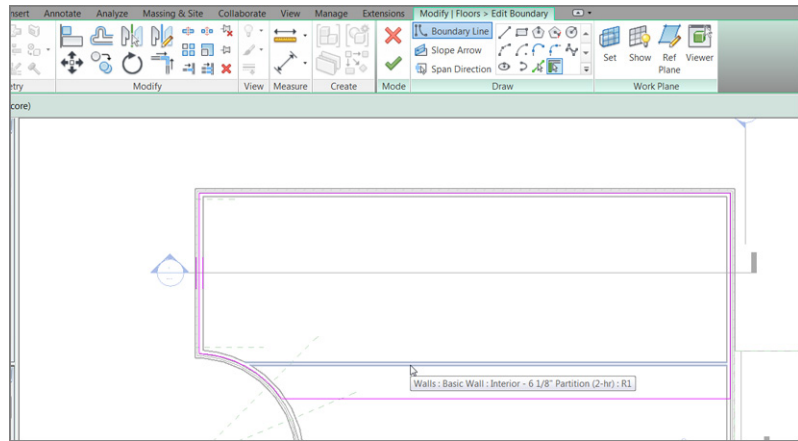 nsert Annotate Analyze Massing & Site Collaborate View Manage Extensions Modify | Floors > Edit Boundary
Boundary Line
Slope Arrow
Span Direction
Set Show Ref Plane Viewer
etry Modify View Measure Create Mode Draw Work Plane
core)
Walls : Basic Wall : Interior - 6 1/8" Partition (2-hr) : R1